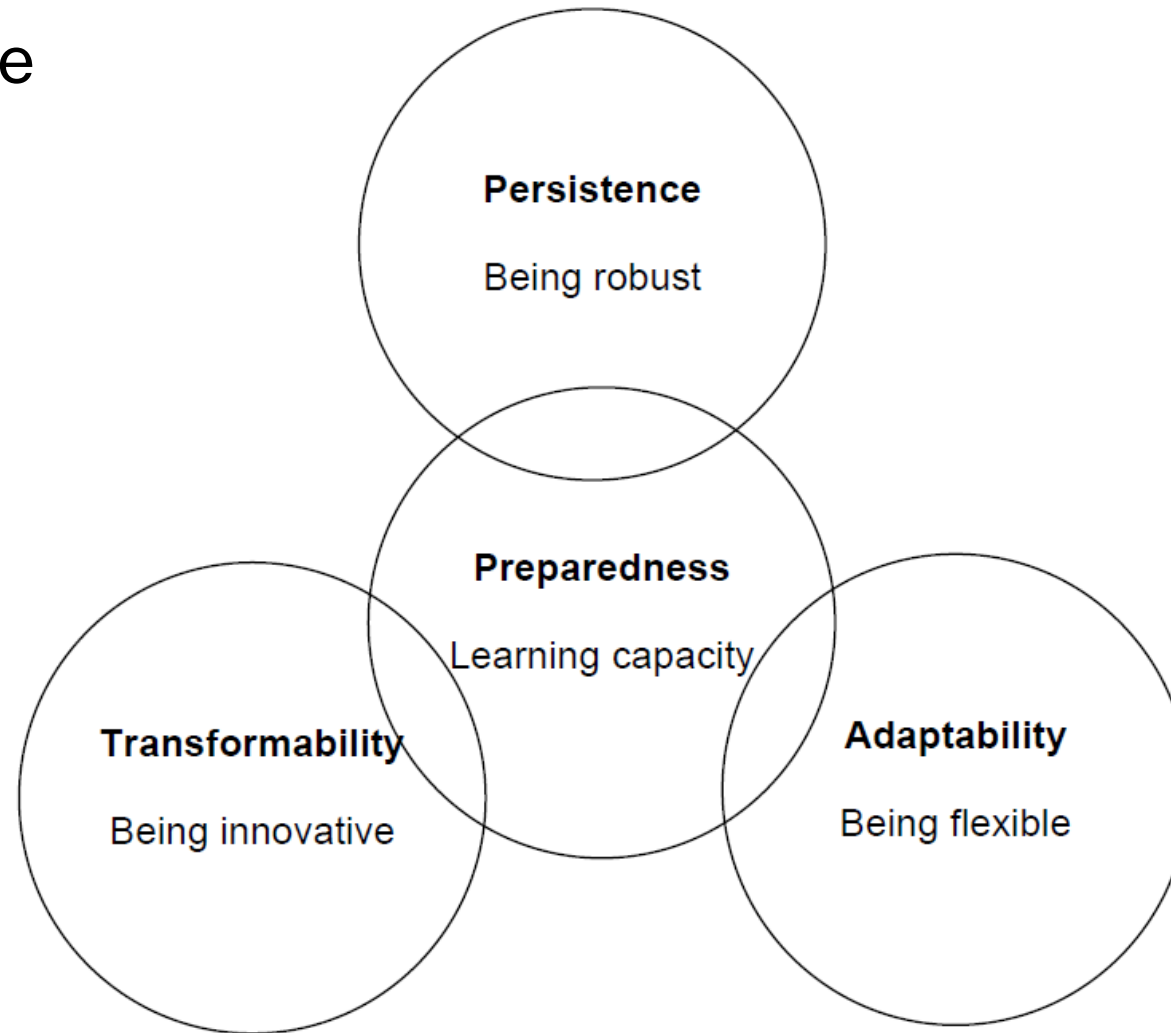 e
Persistence
Being robust
Preparedness
Learning capacity
Transformability
Being innovative
Adaptability
Being flexible